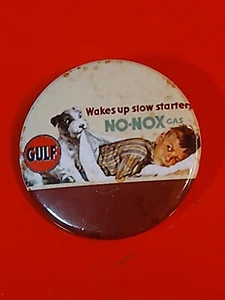 Wakes up slow starters
NO-NOX GAS
GULF